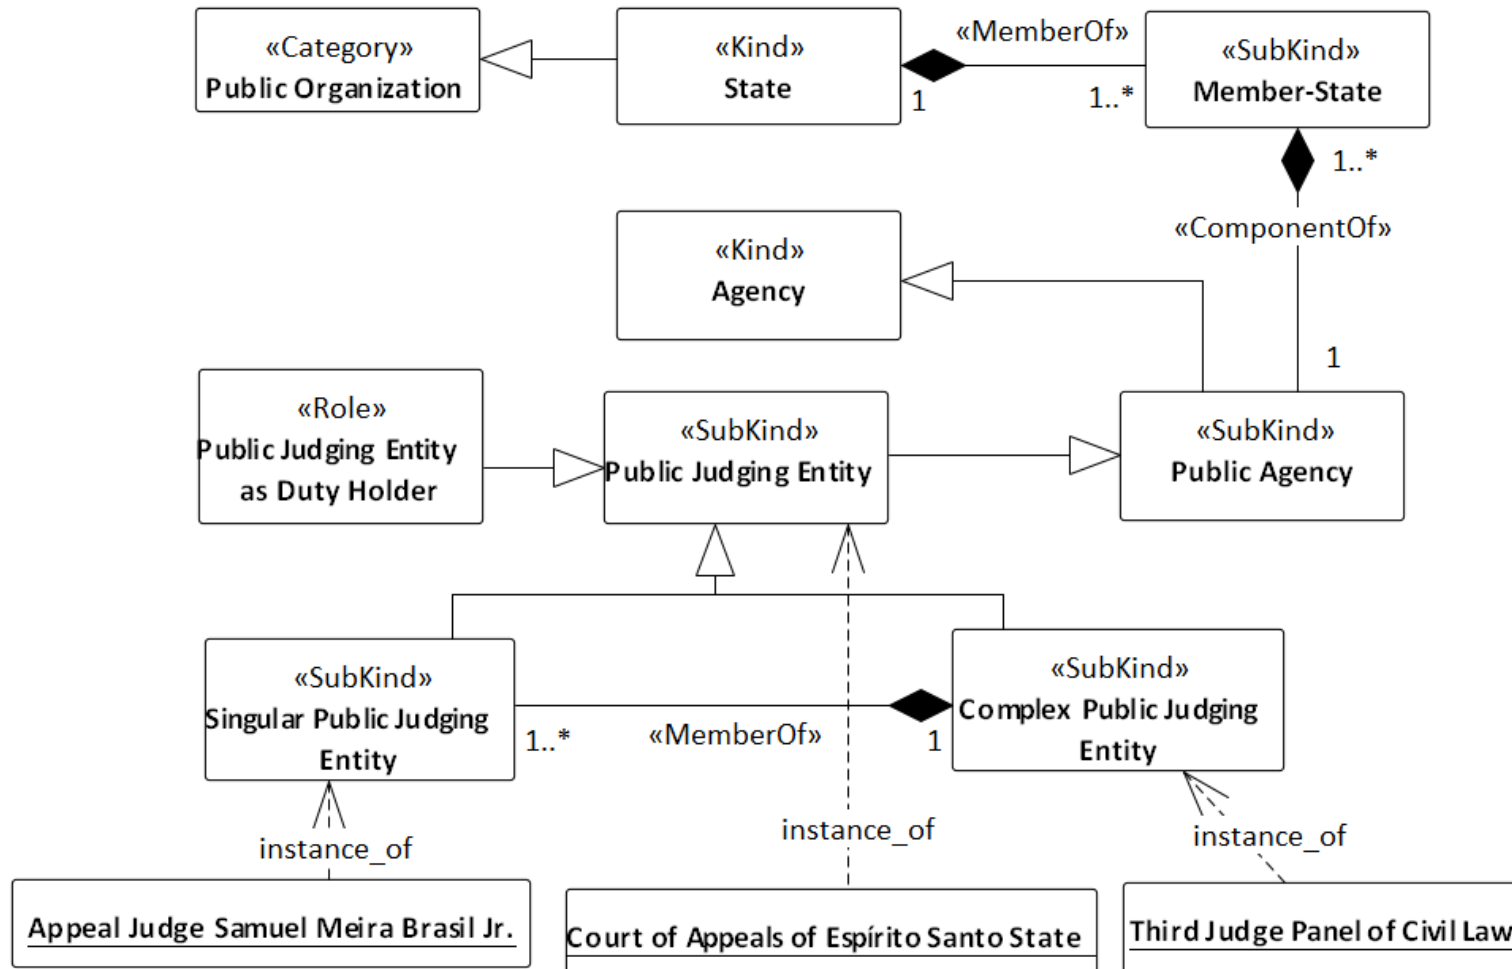 «Category»
Public Organization
«Kind»
State
«MemberOf»
1
1..*
«SubKind»
Member-State
1..*
«ComponentOf»
1
«Kind»
Agency
«Role»
Public Judging Entity
as Duty Holder
«SubKind»
Public Judging Entity
«SubKind»
Public Agency
«SubKind»
Singular Public Judging
Entity
1..*
«MemberOf»
1
«SubKind»
Complex Public Judging
Entity
instance_of
instance_of
instance_of
Appeal Judge Samuel Meira Brasil Jr.
Court of Appeals of Espírito Santo State
Third Judge Panel of Civil Law